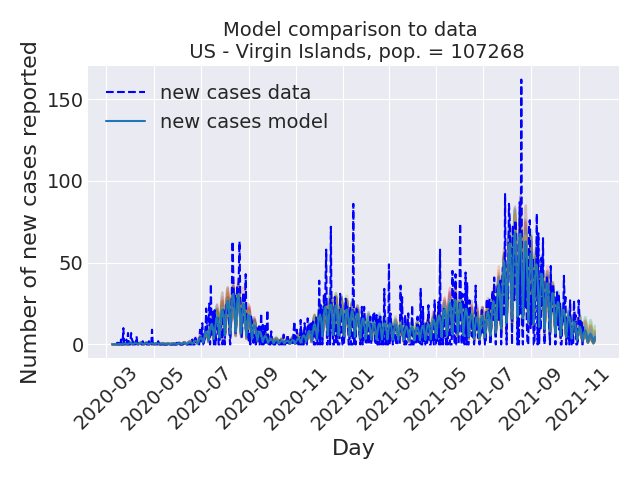 Model comparison to data
US - Virgin Islands, pop. = 107268
Number of new cases reported
150
100
50
0
new cases data
new cases model
2020-03
2020-05
2020-07
2020-09
2020-11
2021-01
2021-03
2021-05
2021-07
2021-09
2021-11
Day